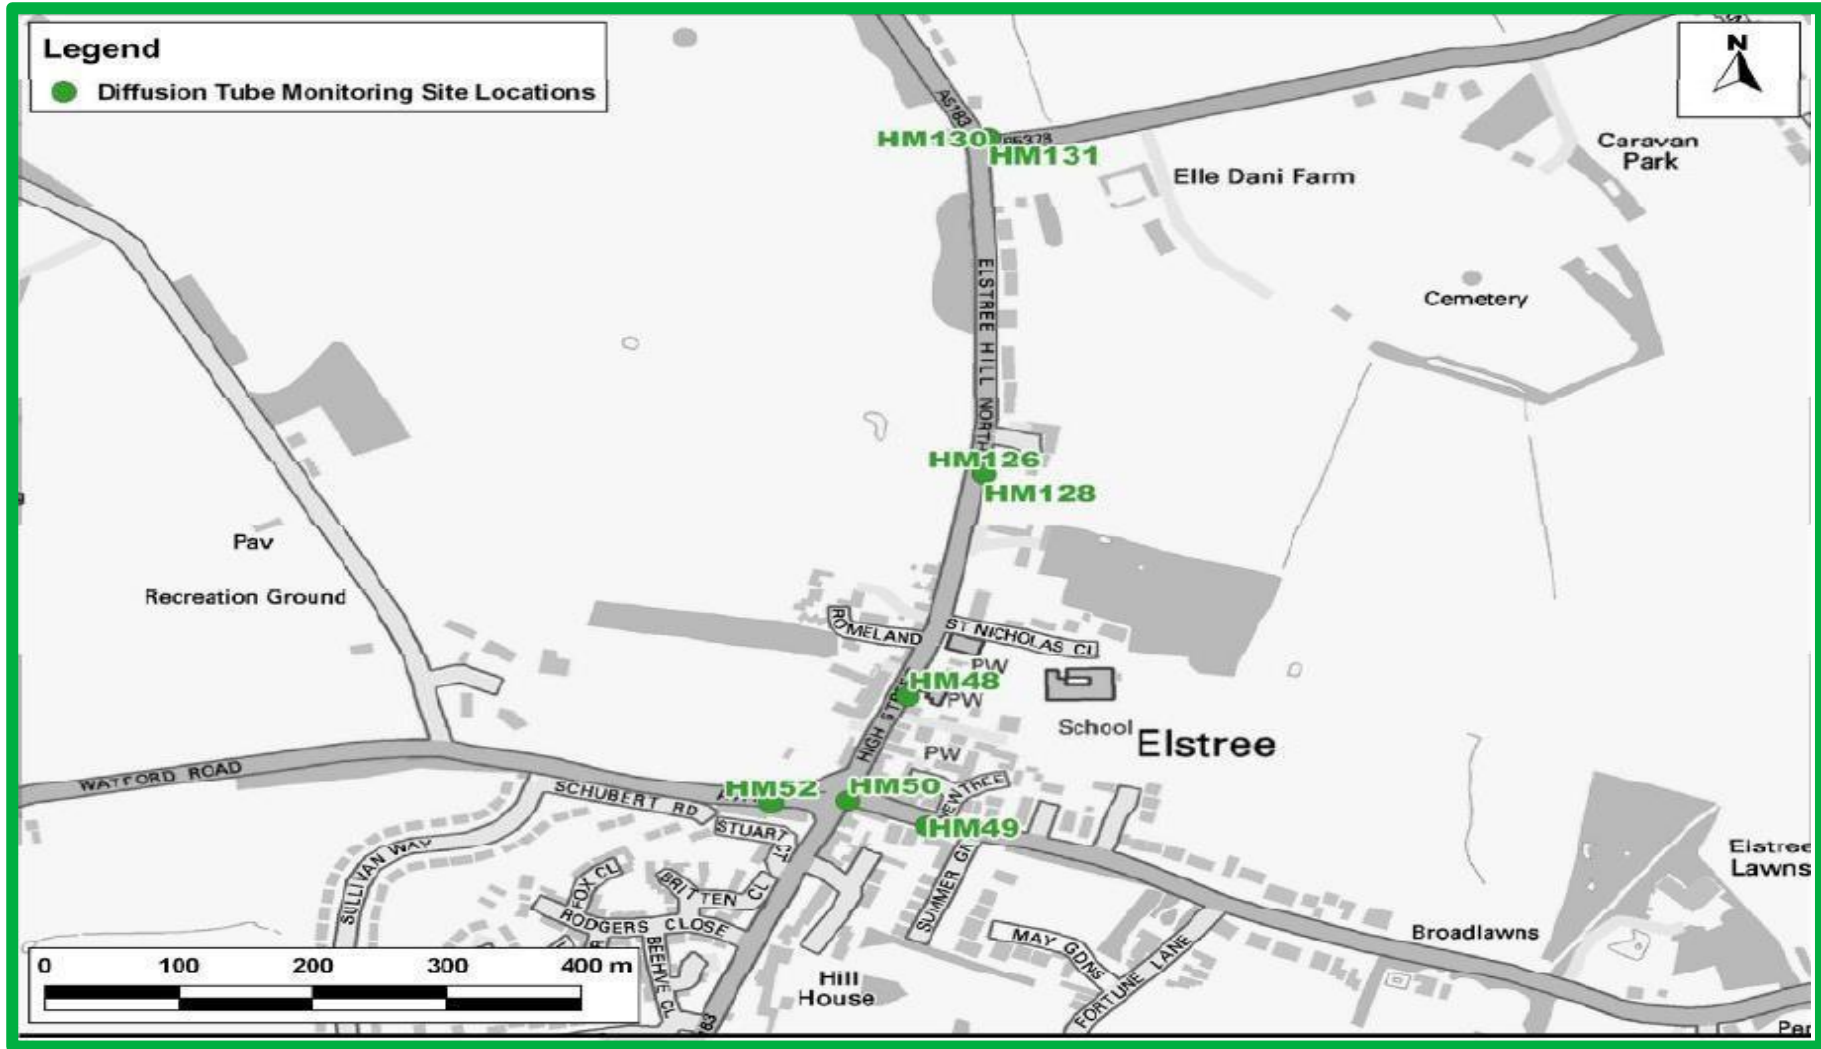 Legend
Diffusion Tube Monitoring Site Locations
N
A5183
HM130
B5378
HM131
Caravan
Park
Elle Dani Farm
Cemetery
ELSTREE HILL NORTH
HM126
HM128
Pav
Recreation Ground
ROMELAND
ST NICHOLAS CL
PW
HM48
PW
HIGH STREET
School
Elstree
PW
WATFORD ROAD
SCHUBERT RD
HM52
HM50
HM49
STUART
CT
SULLIVAN WAY
FOX CL
BRITTEN CL
SUMMER GR
Elstree
Lawns
RODGERS CLOSE
BEEHIVE CL
MAY GDNS
FORTUNE LANE
Broadlawns
Hill
House
0 100 200 300 400 m